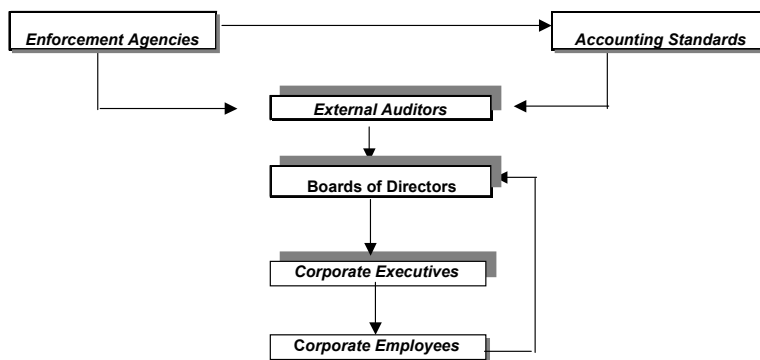 Enforcement Agencies
Accounting Standards
External Auditors
Boards of Directors
Corporate Executives
Corporate Employees